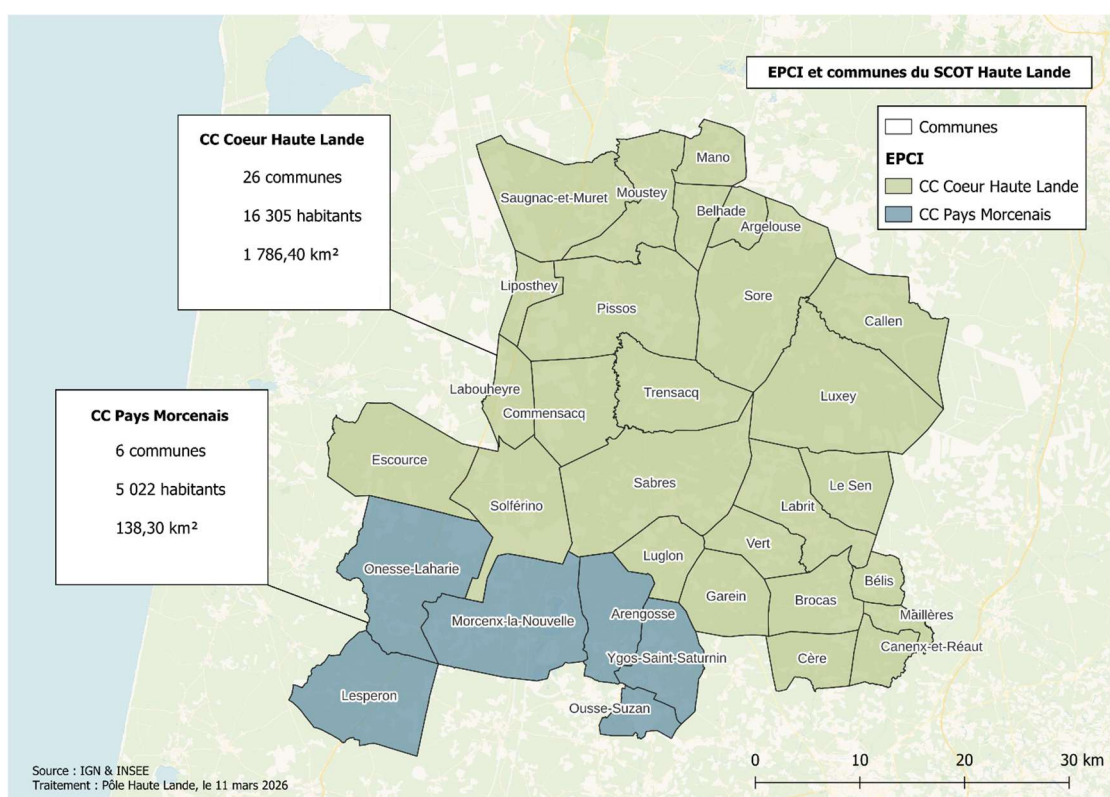 EPCI et communes du SCOT Haute Lande
Communes
EPCI
CC Coeur Haute Lande
CC Pays Morcenais
CC Coeur Haute Lande
26 communes
16 305 habitants
1 786,40 km²
CC Pays Morcenais
6 communes
5 022 habitants
138,30 km²
Mano
Saugnac-et-Muret
Moustey
Belhade
Argelouse
Liposthey
Pissos
Sore
Callen
Labouheyre
Commensacq
Trensacq
Luxey
Escource
Solférino
Sabres
Le Sen
Labrit
Vert
Luglon
Onesse-Laharie
Garein
Brocas
Bélis
Morcenx-la-Nouvelle
Arengosse
Maillères
Canenx-et-Réaut
Ygos-Saint-Saturnin
Cère
Lesperon
Ousse-Suzan
0 10 20 30 km
Source : IGN & INSEE
Traitement : Pôle Haute Lande, le 11 mars 2026